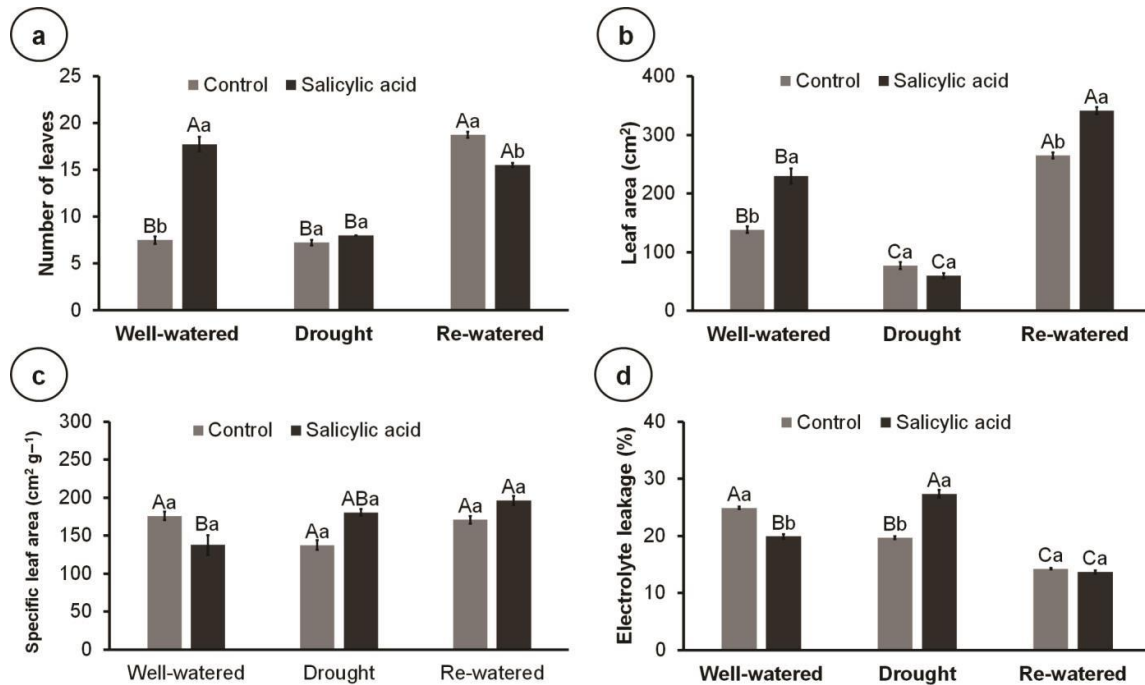 a
Control Salicylic acid
Number of leaves
25
20
15
10
5
0
Bb
Aa
Ba
Ba
Aa
Ab
Well-watered Drought Re-watered
b
Control Salicylic acid
Leaf area (cm²)
400
300
200
100
0
Bb
Ba
Ca
Ca
Ab
Aa
Well-watered Drought Re-watered
c
Control Salicylic acid
Specific leaf area (cm² g⁻¹)
300
250
200
150
100
50
0
Aa
Ba
Aa
ABa
Aa
Aa
Well-watered Drought Re-watered
d
Control Salicylic acid
Electrolyte leakage (%)
40
30
20
10
0
Aa
Bb
Bb
Aa
Ca
Ca
Well-watered Drought Re-watered